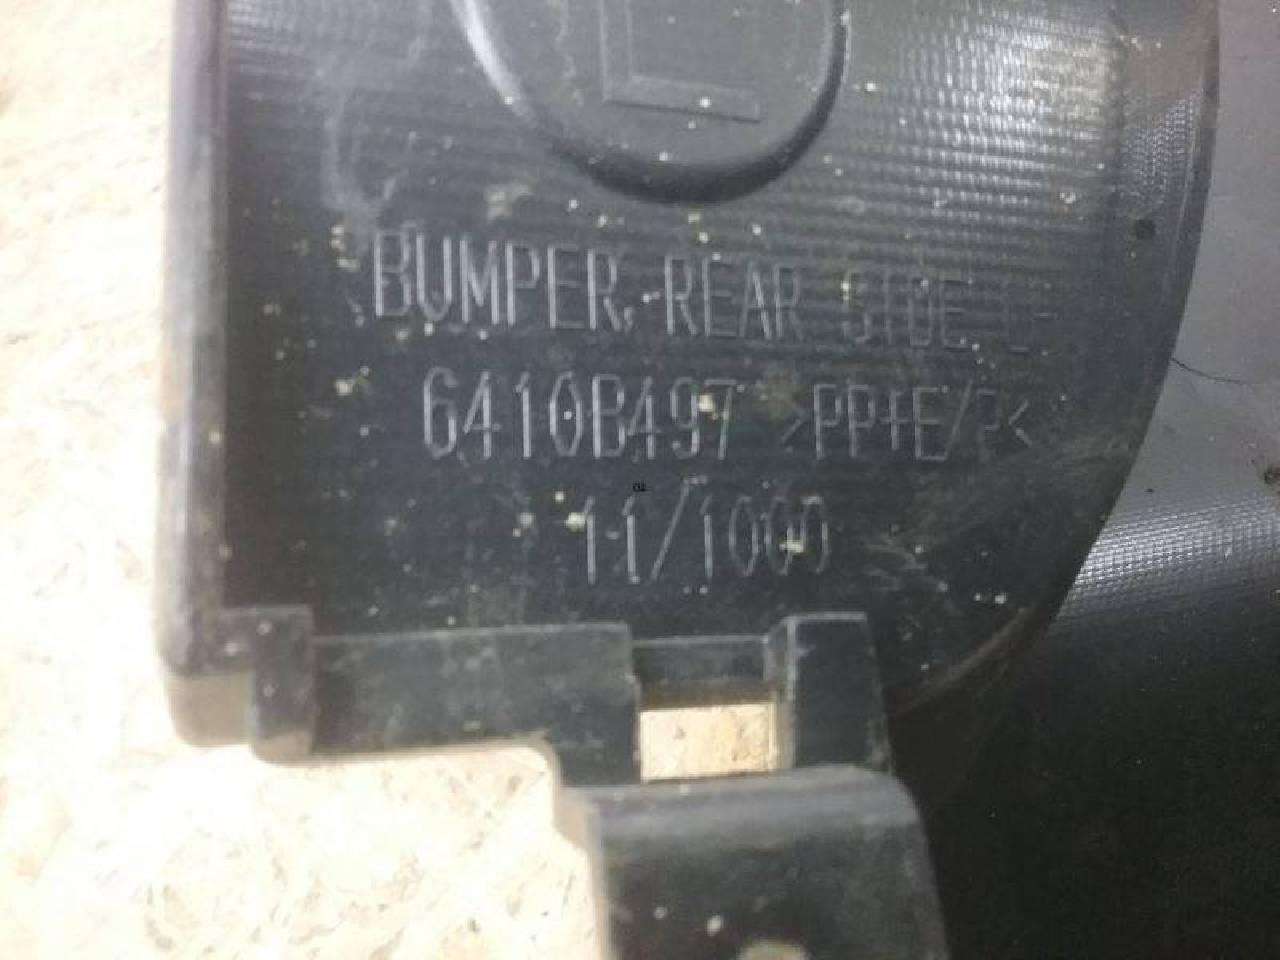 L
BUMPER, REAR SIDE L
6410B497 >PP+E/P<
11/1000